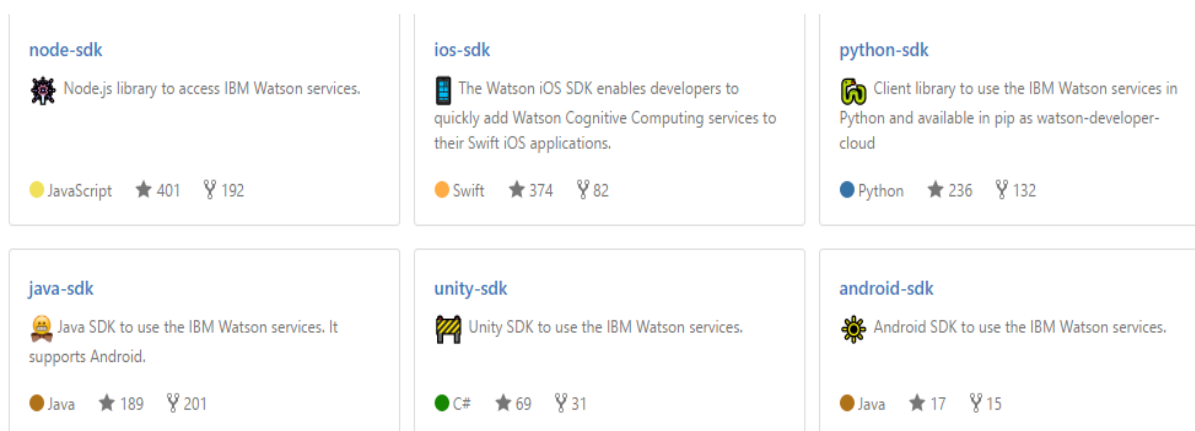 node-sdk
Node.js library to access IBM Watson services.
JavaScript 401 192
ios-sdk
The Watson iOS SDK enables developers to
quickly add Watson Cognitive Computing services to
their Swift iOS applications.
Swift 374 82
python-sdk
Client library to use the IBM Watson services in
Python and available in pip as watson-developer-
cloud
Python 236 132
java-sdk
Java SDK to use the IBM Watson services. It
supports Android.
Java 189 201
unity-sdk
Unity SDK to use the IBM Watson services.
C# 69 31
android-sdk
Android SDK to use the IBM Watson services.
Java 17 15